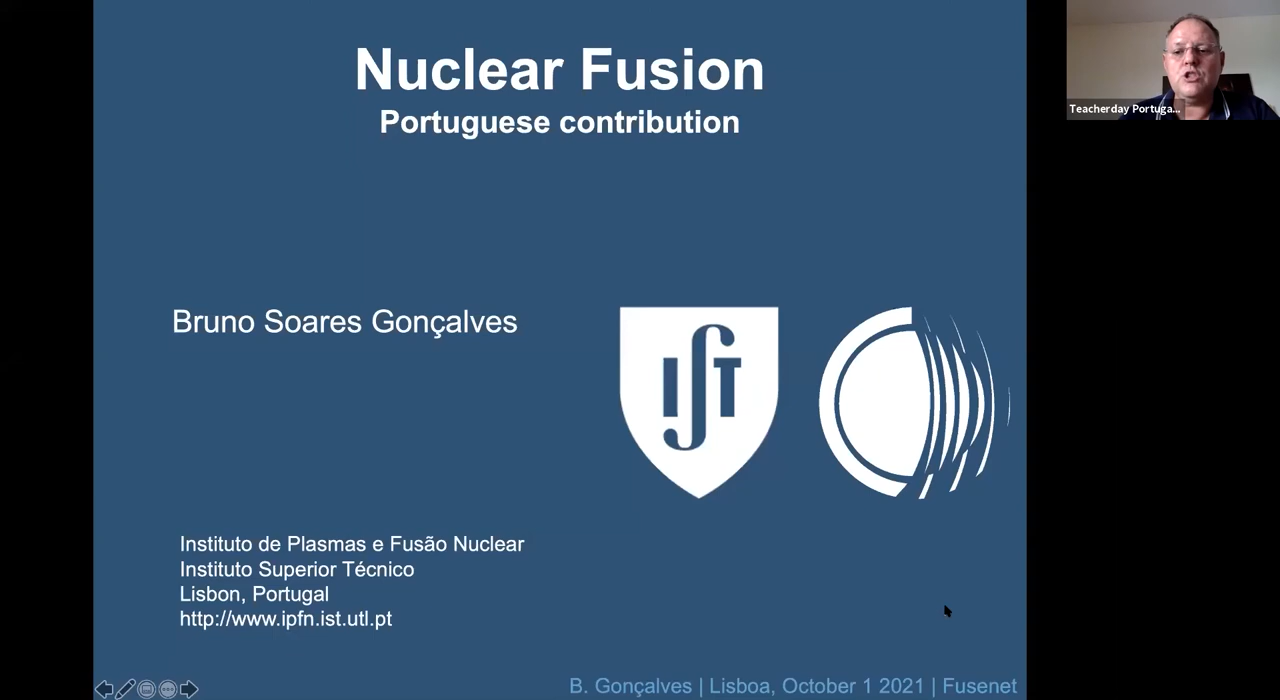 Nuclear Fusion
Portuguese contribution
Teacherday Portuga...
Bruno Soares Gonçalves
IST
Instituto de Plasmas e Fusão Nuclear
Instituto Superior Técnico
Lisbon, Portugal
http://www.ipfn.ist.utl.pt
B. Gonçalves | Lisboa, October 1 2021 | Fusenet